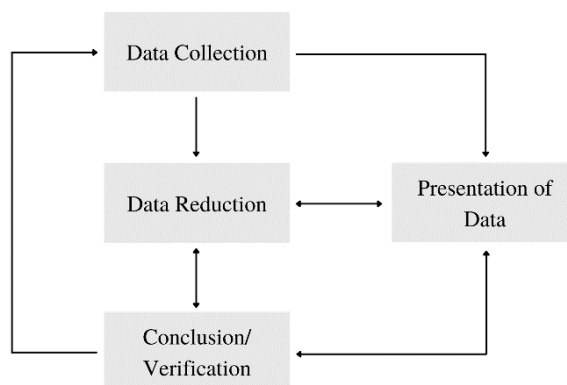 Data Collection
Data Reduction
Presentation of
Data
Conclusion/
Verification